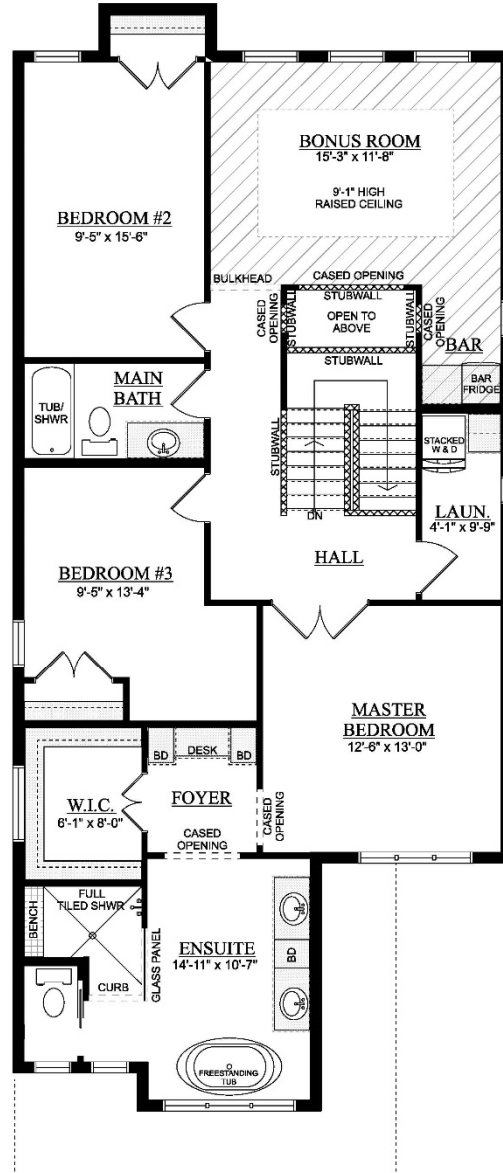 BONUS ROOM
15'-3" x 11'-8"
9'-1" HIGH
RAISED CEILING
BEDROOM #2
9'-5" x 15'-6"
BULKHEAD
CASED OPENING
CASED
OPENING
STUBWALL
STUBWALL
OPEN TO
ABOVE
STUBWALL
CASED
OPENING
STUBWALL
BAR
BAR
FRIDGE
MAIN
BATH
TUB/
SHWR
STUBWALL
DN
STACKED
W & D
LAUN.
4'-1" x 9'-9"
HALL
BEDROOM #3
9'-5" x 13'-4"
MASTER
BEDROOM
12'-6" x 13'-0"
BD
DESK
BD
W.I.C.
6'-1" x 8'-0"
FOYER
CASED
OPENING
CASED
OPENING
BENCH
FULL
TILED SHWR
CURB
GLASS PANEL
ENSUITE
14'-11" x 10'-7"
BD
FREESTANDING
TUB